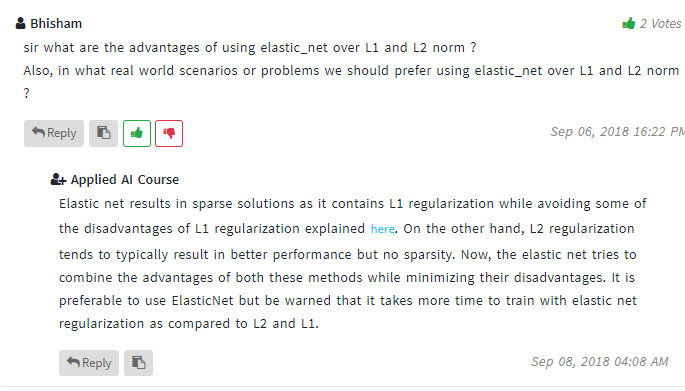 Bhisham
2 Votes
sir what are the advantages of using elastic_net over L1 and L2 norm ?
Also, in what real world scenarios or problems we should prefer using elastic_net over L1 and L2 norm
?
Reply
Sep 06, 2018 16:22 PM
Applied AI Course
Elastic net results in sparse solutions as it contains L1 regularization while avoiding some of
the disadvantages of L1 regularization explained here. On the other hand, L2 regularization
tends to typically result in better performance but no sparsity. Now, the elastic net tries to
combine the advantages of both these methods while minimizing their disadvantages. It is
preferable to use ElasticNet but be warned that it takes more time to train with elastic net
regularization as compared to L2 and L1.
Reply
Sep 08, 2018 04:08 AM